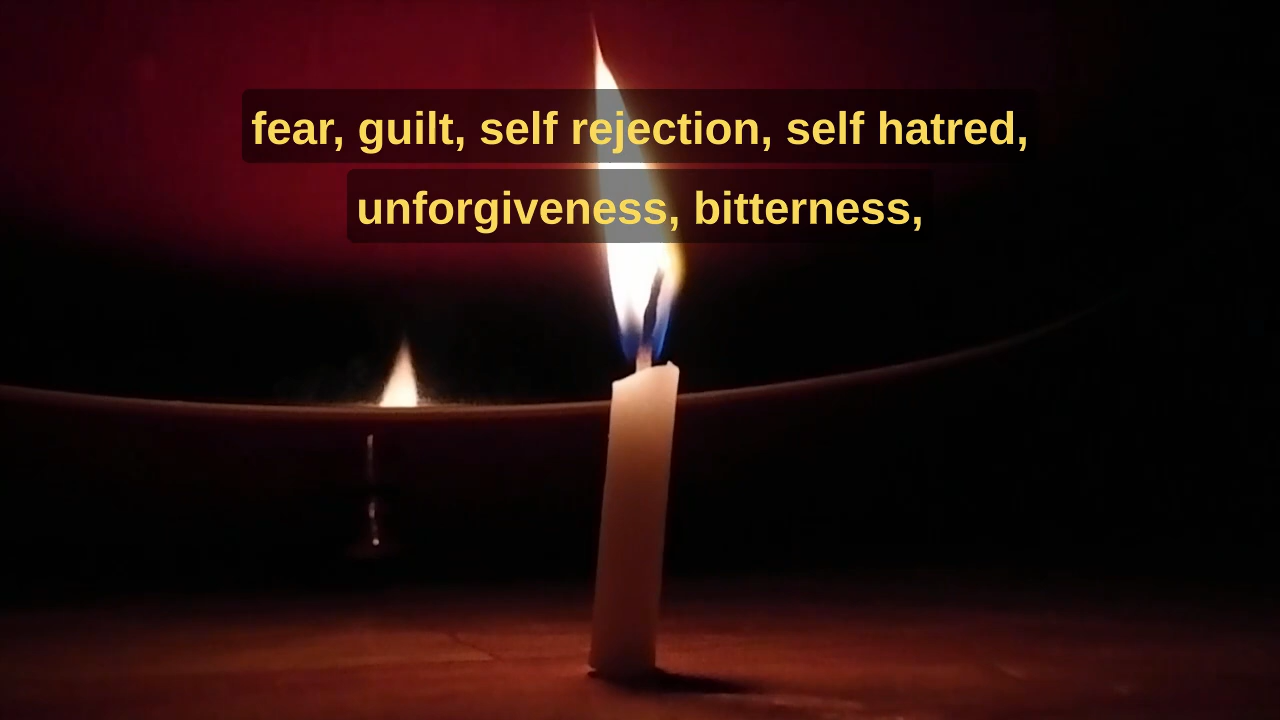 fear, guilt, self rejection, self hatred,
unforgiveness, bitterness,